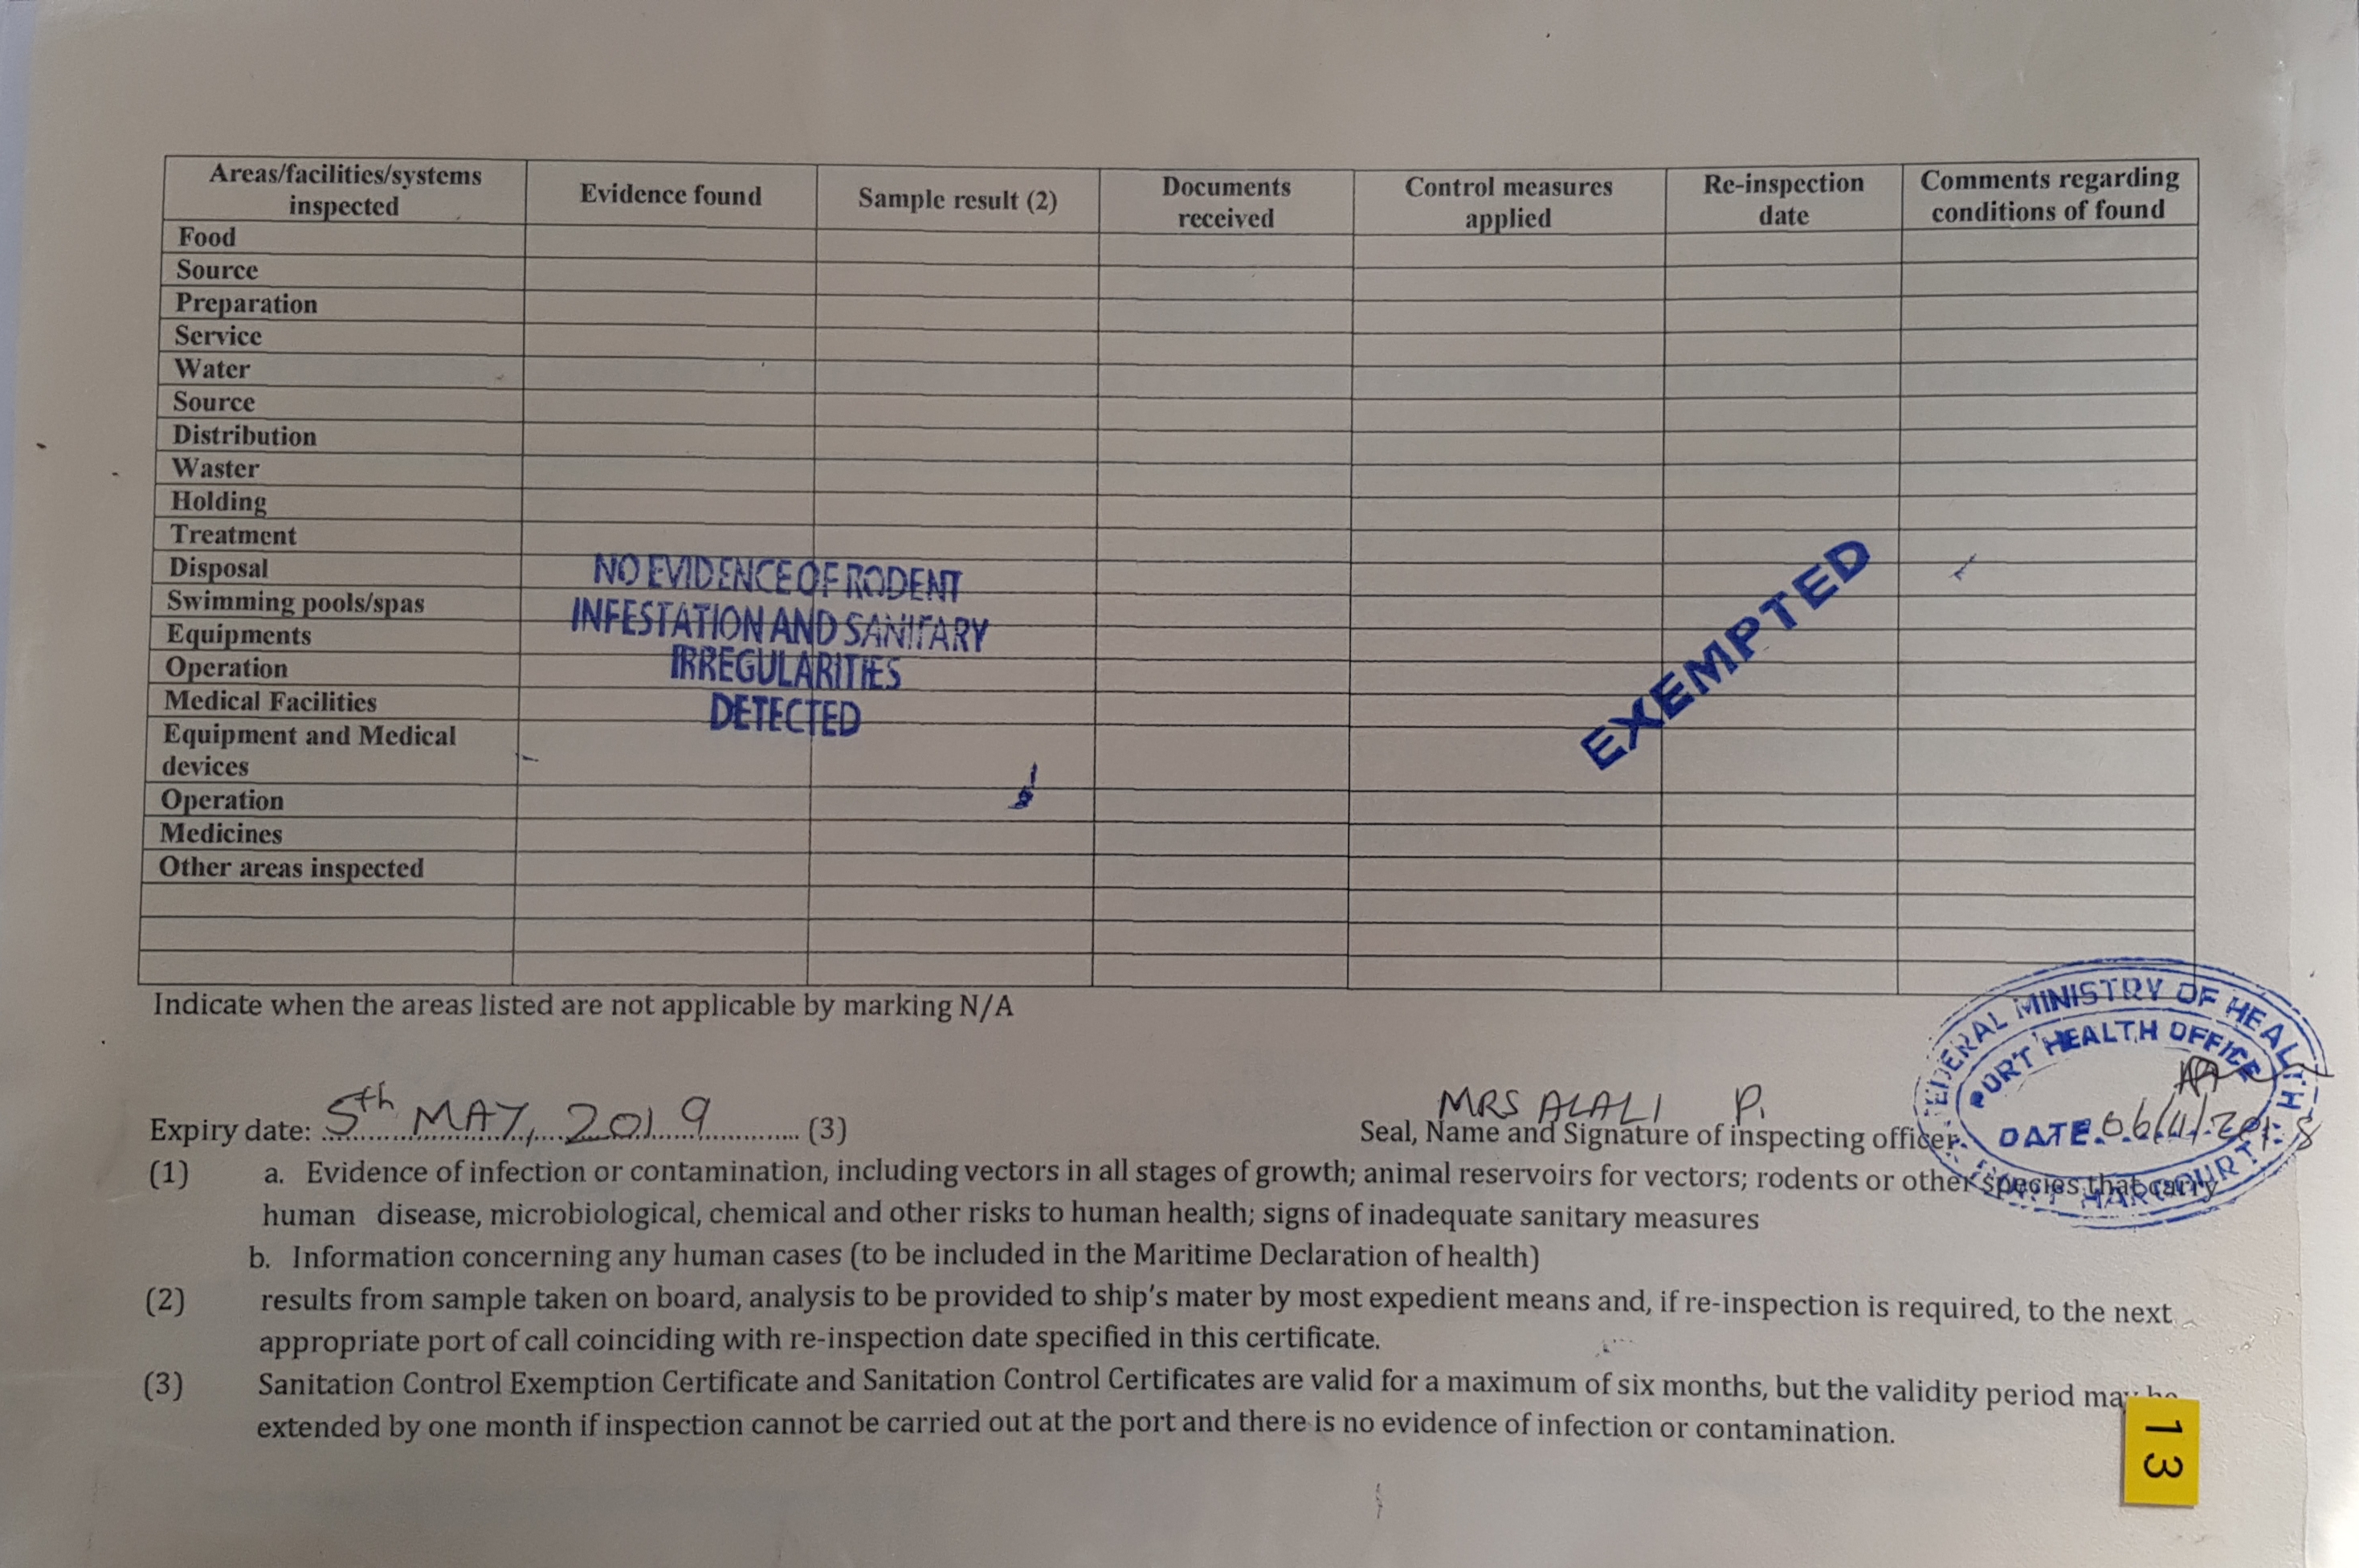 Areas/facilities/systems inspected Evidence found Sample result (2) Documents received Control measures applied Re-inspection date Comments regarding conditions of found
Food
Source
Preparation
Service
Water
Source
Distribution
Waster
Holding
Treatment
Disposal
Swimming pools/spas
Equipments
Operation
Medical Facilities
Equipment and Medical
devices
Operation
Medicines
Other areas inspected
NO EVIDENCE OF RODENT
INFESTATION AND SANITARY
IRREGULARITIES
DETECTED
EXEMPTED
Indicate when the areas listed are not applicable by marking N/A
FEDERAL MINISTRY OF HEALTH
PORT HEALTH OFFICE
DATE 06/11/2018
PORT HARCOURT
MRS ALALI P.
Expiry date: 5th MAY, 2019 (3) Seal, Name and Signature of inspecting officer.
(1) a. Evidence of infection or contamination, including vectors in all stages of growth; animal reservoirs for vectors; rodents or other species that carry
human disease, microbiological, chemical and other risks to human health; signs of inadequate sanitary measures
b. Information concerning any human cases (to be included in the Maritime Declaration of health)
(2) results from sample taken on board, analysis to be provided to ship's mater by most expedient means and, if re-inspection is required, to the next
appropriate port of call coinciding with re-inspection date specified in this certificate.
(3) Sanitation Control Exemption Certificate and Sanitation Control Certificates are valid for a maximum of six months, but the validity period may be
extended by one month if inspection cannot be carried out at the port and there is no evidence of infection or contamination.
13